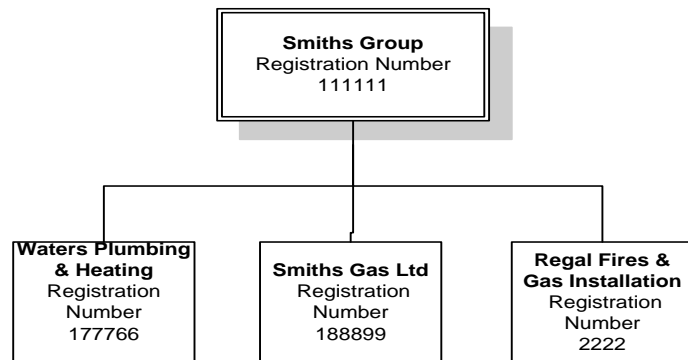 Smiths Group
Registration Number
111111
Waters Plumbing
& Heating
Registration
Number
177766
Smiths Gas Ltd
Registration
Number
188899
Regal Fires &
Gas Installation
Registration
Number
2222